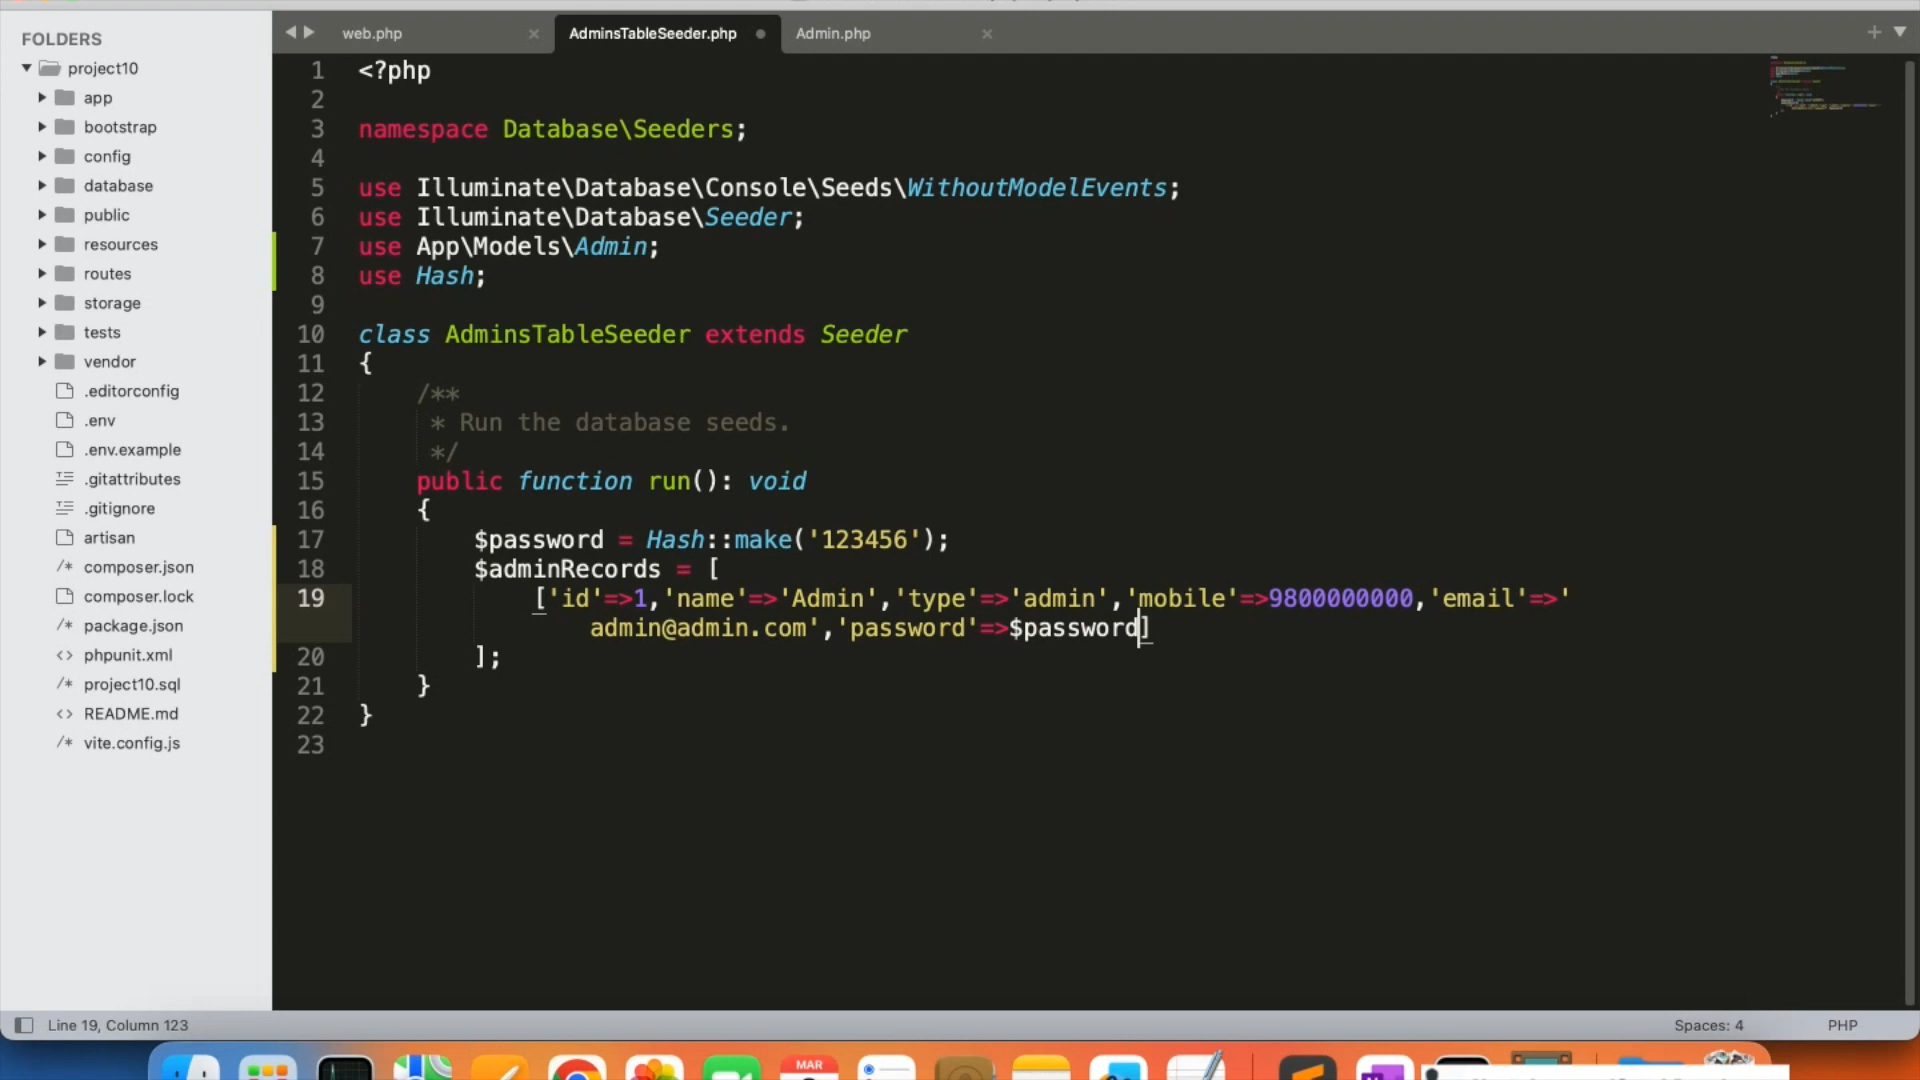 FOLDERS
project10
app
bootstrap
config
database
public
resources
routes
storage
tests
vendor
.editorconfig
.env
.env.example
.gitattributes
.gitignore
artisan
composer.json
composer.lock
package.json
phpunit.xml
project10.sql
README.md
vite.config.js
web.php
AdminsTableSeeder.php
Admin.php
1 <?php
2
3 namespace Database\Seeders;
4
5 use Illuminate\Database\Console\Seeds\WithoutModelEvents;
6 use Illuminate\Database\Seeder;
7 use App\Models\Admin;
8 use Hash;
9
10 class AdminsTableSeeder extends Seeder
11 {
12 /**
13 * Run the database seeds.
14 */
15 public function run(): void
16 {
17 $password = Hash::make('123456');
18 $adminRecords = [
19 ['id'=>1,'name'=>'Admin','type'=>'admin','mobile'=>9800000000,'email'=>'
admin@admin.com','password'=>$password]
20 ];
21 }
22 }
23
Line 19, Column 123
Spaces: 4
PHP
MAR